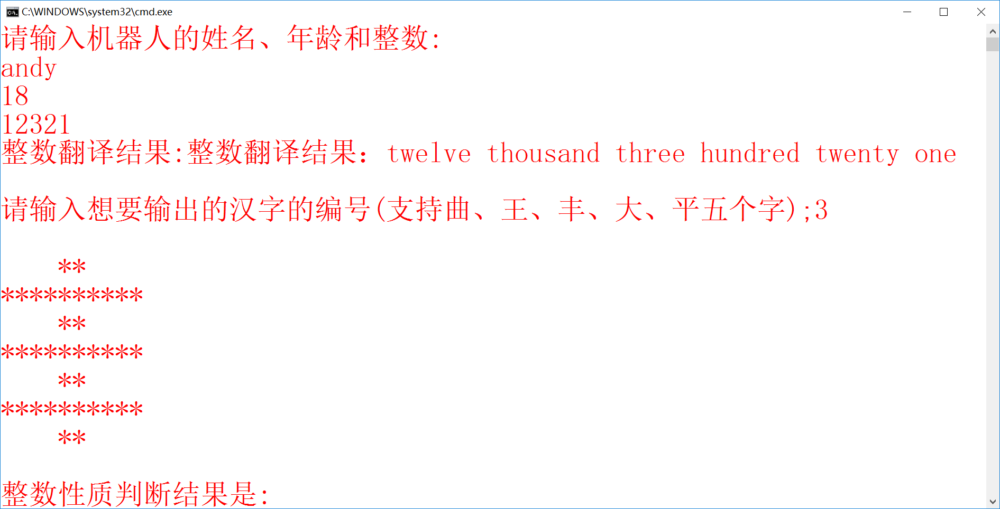 C:\WINDOWS\system32\cmd.exe
请输入机器人的姓名、年龄和整数:
andy
18
12321
整数翻译结果:整数翻译结果：twelve thousand three hundred twenty one
请输入想要输出的汉字的编号(支持曲、王、丰、大、平五个字);3
    **
**********
    **
**********
    **
**********
    **
整数性质判断结果是: